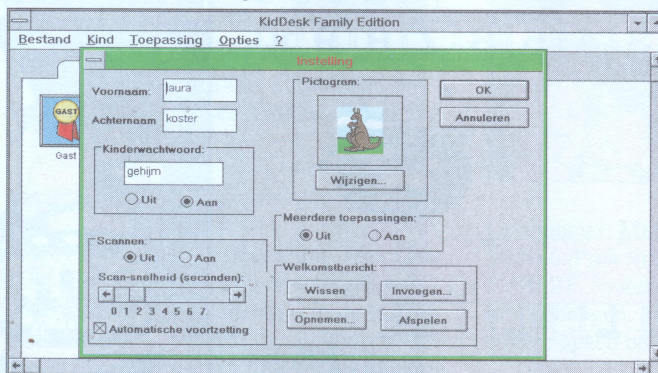 KidDesk Family Edition
Bestand Kind Toepassing Opties ?
Instelling
GAST
Gast
Voornaam: laura
Achternaam koster
Kinderwachtwoord:
gehijm
Uit Aan
Pictogram:
Wijzigen...
OK
Annuleren
Meerdere toepassingen:
Uit Aan
Scannen:
Uit Aan
Scan-snelheid (seconden):
0 1 2 3 4 5 6 7
Automatische voortzetting
Welkomstbericht:
Wissen Invoegen...
Opnemen... Afspelen